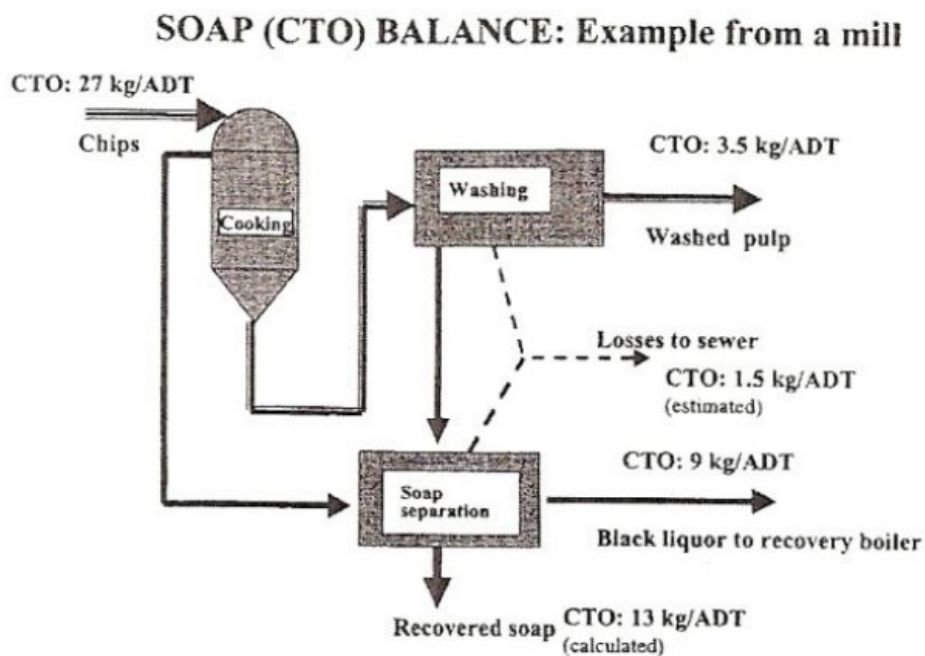 SOAP (CTO) BALANCE: Example from a mill
CTO: 27 kg/ADT
Chips
Cooking
Washing
CTO: 3.5 kg/ADT
Washed pulp
Losses to sewer
CTO: 1.5 kg/ADT
(estimated)
CTO: 9 kg/ADT
Soap
separation
Black liquor to recovery boiler
Recovered soap CTO: 13 kg/ADT
(calculated)